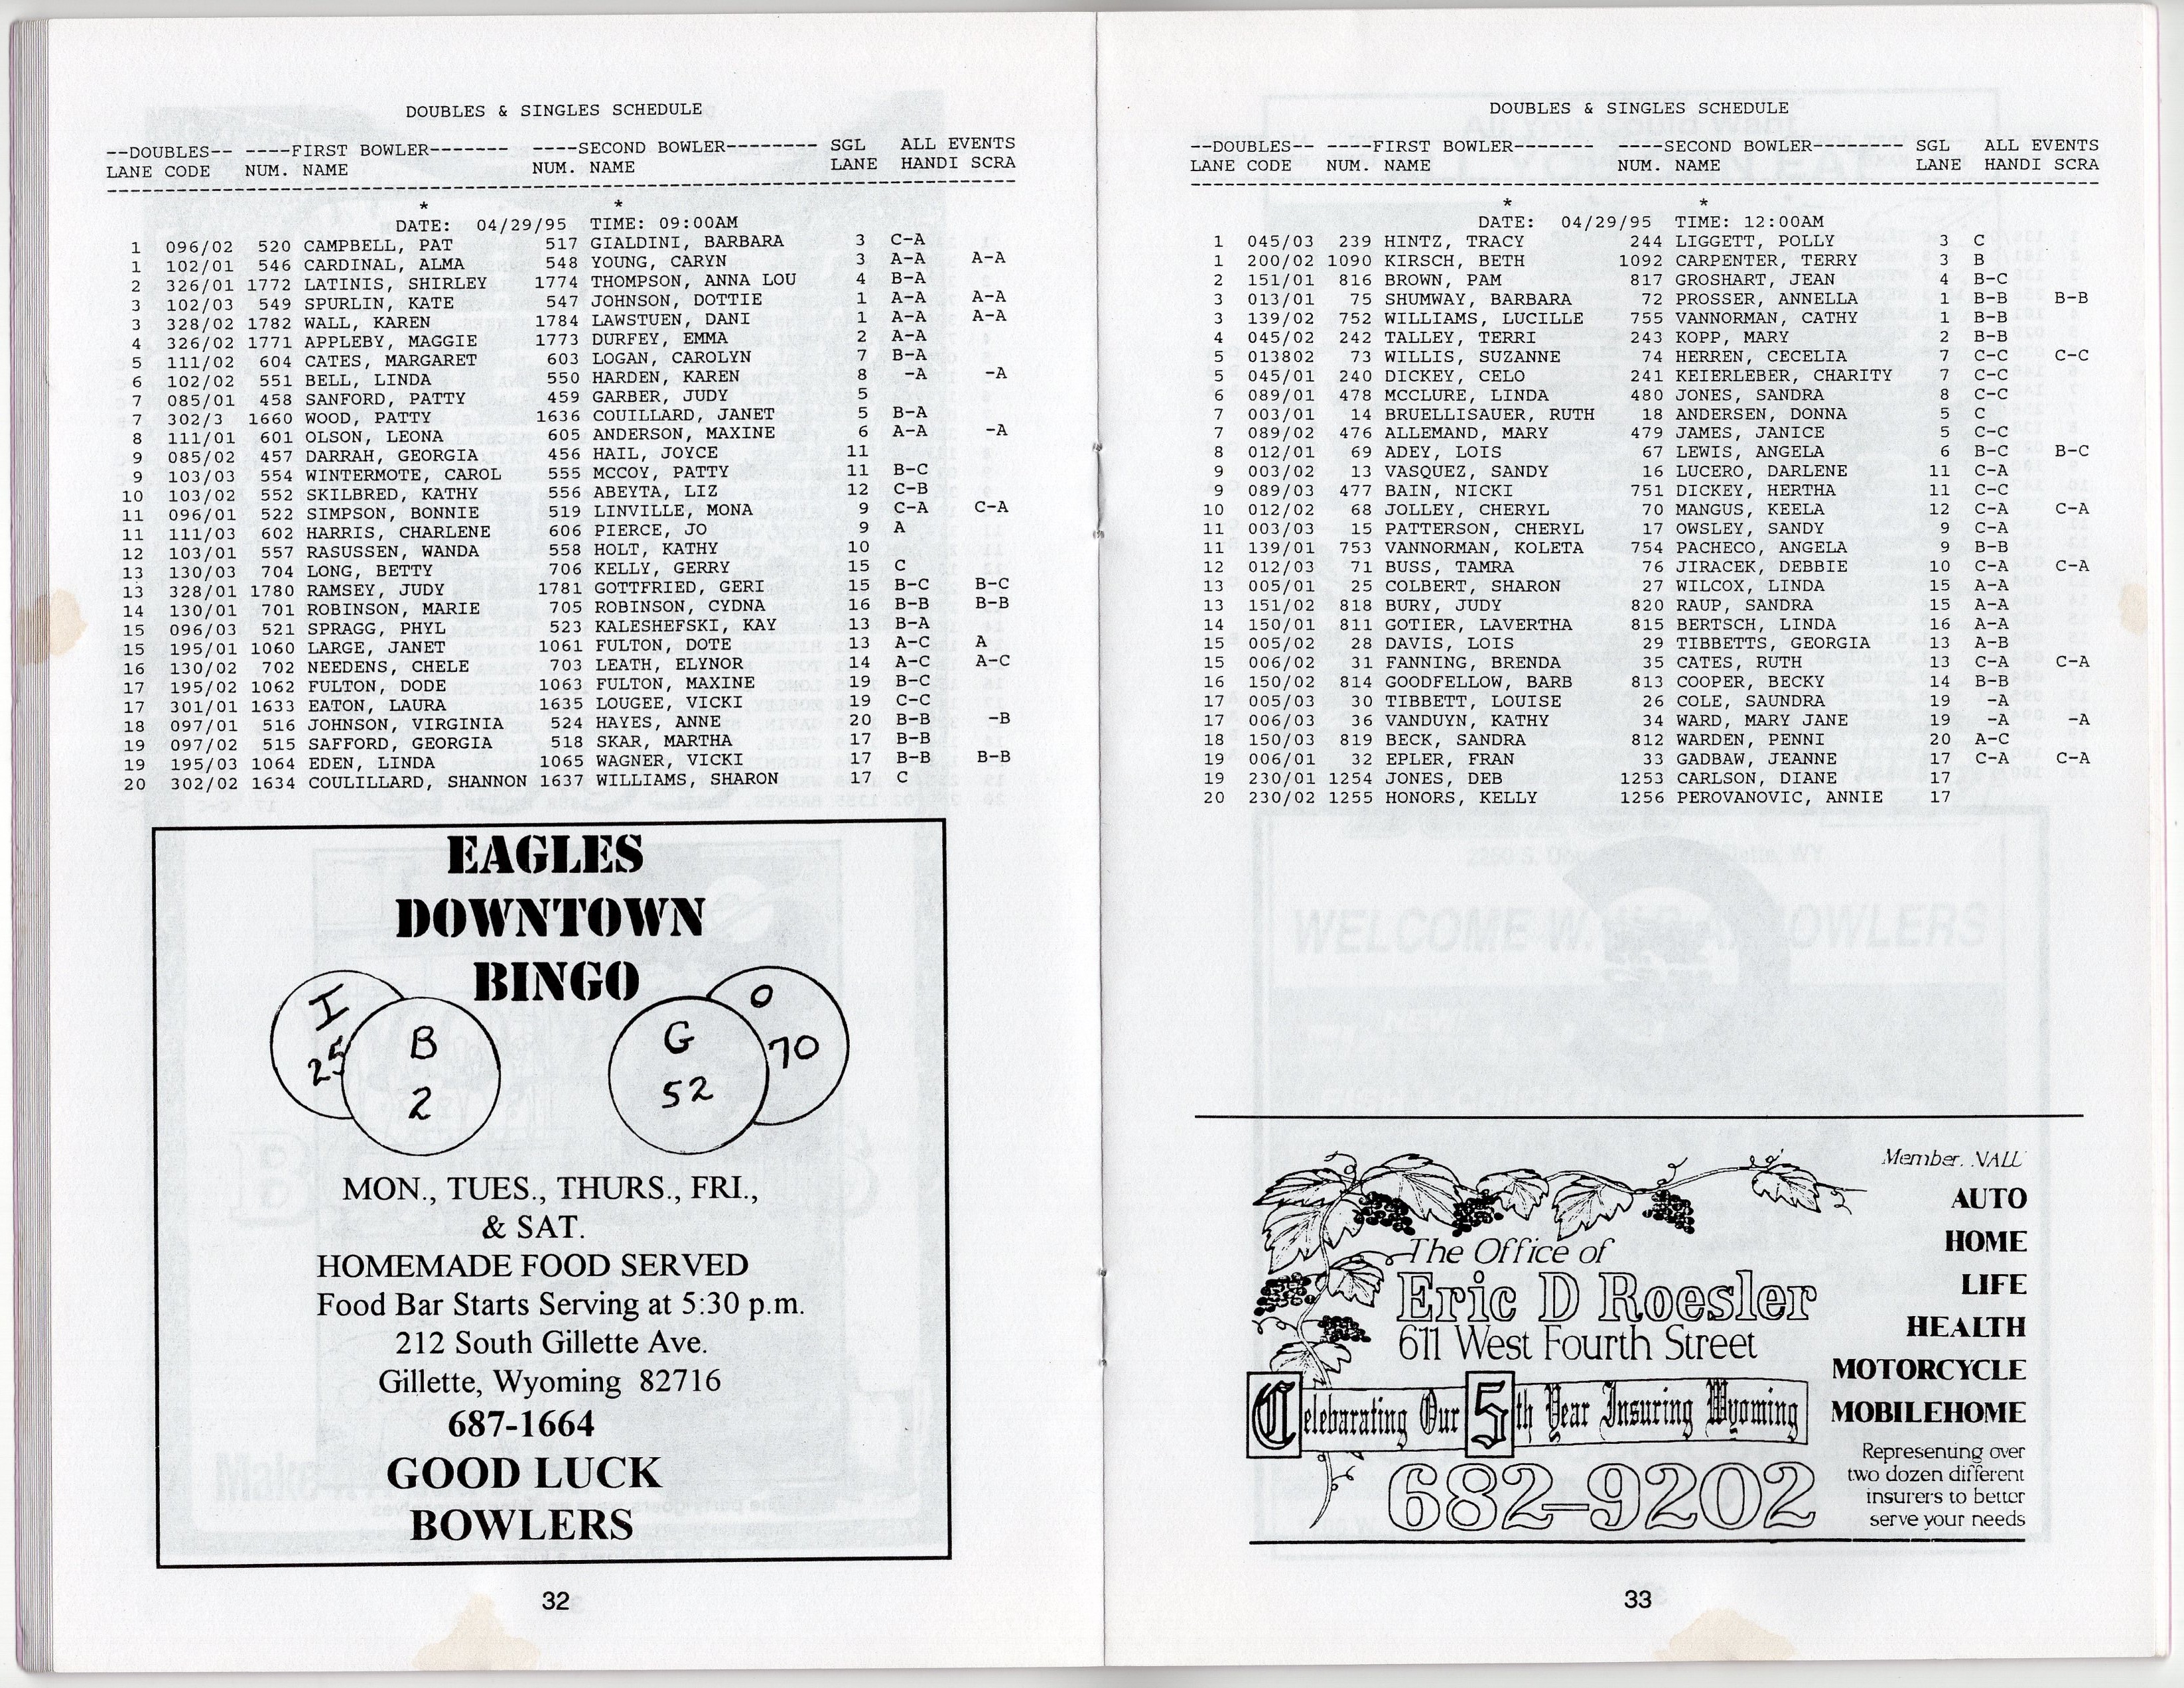 DOUBLES & SINGLES SCHEDULE
--DOUBLES-- ----FIRST BOWLER------- ----SECOND BOWLER-------- SGL ALL EVENTS
LANE CODE NUM. NAME NUM. NAME LANE HANDI SCRA
* *
DATE: 04/29/95 TIME: 09:00AM
1 096/02 520 CAMPBELL, PAT 517 GIALDINI, BARBARA 3 C-A
1 102/01 546 CARDINAL, ALMA 548 YOUNG, CARYN 3 A-A A-A
2 326/01 1772 LATINIS, SHIRLEY 1774 THOMPSON, ANNA LOU 4 B-A
3 102/03 549 SPURLIN, KATE 547 JOHNSON, DOTTIE 1 A-A A-A
3 328/02 1782 WALL, KAREN 1784 LAWSTUEN, DANI 1 A-A A-A
4 326/02 1771 APPLEBY, MAGGIE 1773 DURFEY, EMMA 2 A-A
5 111/02 604 CATES, MARGARET 603 LOGAN, CAROLYN 7 B-A
6 102/02 551 BELL, LINDA 550 HARDEN, KAREN 8 -A -A
7 085/01 458 SANFORD, PATTY 459 GARBER, JUDY 5
7 302/3 1660 WOOD, PATTY 1636 COUILLARD, JANET 5 B-A
8 111/01 601 OLSON, LEONA 605 ANDERSON, MAXINE 6 A-A -A
9 085/02 457 DARRAH, GEORGIA 456 HAIL, JOYCE 11
9 103/03 554 WINTERMOTE, CAROL 555 MCCOY, PATTY 11 B-C
10 103/02 552 SKILBRED, KATHY 556 ABEYTA, LIZ 12 C-B
11 096/01 522 SIMPSON, BONNIE 519 LINVILLE, MONA 9 C-A C-A
11 111/03 602 HARRIS, CHARLENE 606 PIERCE, JO 9 A
12 103/01 557 RASUSSEN, WANDA 558 HOLT, KATHY 10
13 130/03 704 LONG, BETTY 706 KELLY, GERRY 15 C
13 328/01 1780 RAMSEY, JUDY 1781 GOTTFRIED, GERI 15 B-C B-C
14 130/01 701 ROBINSON, MARIE 705 ROBINSON, CYDNA 16 B-B B-B
15 096/03 521 SPRAGG, PHYL 523 KALESHEFSKI, KAY 13 B-A
15 195/01 1060 LARGE, JANET 1061 FULTON, DOTE 13 A-C A
16 130/02 702 NEEDENS, CHELE 703 LEATH, ELYNOR 14 A-C A-C
17 195/02 1062 FULTON, DODE 1063 FULTON, MAXINE 19 B-C
17 301/01 1633 EATON, LAURA 1635 LOUGEE, VICKI 19 C-C
18 097/01 516 JOHNSON, VIRGINIA 524 HAYES, ANNE 20 B-B -B
19 097/02 515 SAFFORD, GEORGIA 518 SKAR, MARTHA 17 B-B
19 195/03 1064 EDEN, LINDA 1065 WAGNER, VICKI 17 B-B B-B
20 302/02 1634 COULILLARD, SHANNON 1637 WILLIAMS, SHARON 17 C
EAGLES
DOWNTOWN
BINGO
I 25 B 2 G 52 O 70
MON., TUES., THURS., FRI.,
& SAT.
HOMEMADE FOOD SERVED
Food Bar Starts Serving at 5:30 p.m.
212 South Gillette Ave.
Gillette, Wyoming 82716
687-1664
GOOD LUCK
BOWLERS
32
DOUBLES & SINGLES SCHEDULE
--DOUBLES-- ----FIRST BOWLER------- ----SECOND BOWLER-------- SGL ALL EVENTS
LANE CODE NUM. NAME NUM. NAME LANE HANDI SCRA
* *
DATE: 04/29/95 TIME: 12:00AM
1 045/03 239 HINTZ, TRACY 244 LIGGETT, POLLY 3 C
1 200/02 1090 KIRSCH, BETH 1092 CARPENTER, TERRY 3 B
2 151/01 816 BROWN, PAM 817 GROSHART, JEAN 4 B-C
3 013/01 75 SHUMWAY, BARBARA 72 PROSSER, ANNELLA 1 B-B B-B
3 139/02 752 WILLIAMS, LUCILLE 755 VANNORMAN, CATHY 1 B-B
4 045/02 242 TALLEY, TERRI 243 KOPP, MARY 2 B-B
5 013802 73 WILLIS, SUZANNE 74 HERREN, CECELIA 7 C-C C-C
5 045/01 240 DICKEY, CELO 241 KEIERLEBER, CHARITY 7 C-C
6 089/01 478 MCCLURE, LINDA 480 JONES, SANDRA 8 C-C
7 003/01 14 BRUELLISAUER, RUTH 18 ANDERSEN, DONNA 5 C
7 089/02 476 ALLEMAND, MARY 479 JAMES, JANICE 5 C-C
8 012/01 69 ADEY, LOIS 67 LEWIS, ANGELA 6 B-C B-C
9 003/02 13 VASQUEZ, SANDY 16 LUCERO, DARLENE 11 C-A
9 089/03 477 BAIN, NICKI 751 DICKEY, HERTHA 11 C-C
10 012/02 68 JOLLEY, CHERYL 70 MANGUS, KEELA 12 C-A C-A
11 003/03 15 PATTERSON, CHERYL 17 OWSLEY, SANDY 9 C-A
11 139/01 753 VANNORMAN, KOLETA 754 PACHECO, ANGELA 9 B-B
12 012/03 71 BUSS, TAMRA 76 JIRACEK, DEBBIE 10 C-A C-A
13 005/01 25 COLBERT, SHARON 27 WILCOX, LINDA 15 A-A
13 151/02 818 BURY, JUDY 820 RAUP, SANDRA 15 A-A
14 150/01 811 GOTIER, LAVERTHA 815 BERTSCH, LINDA 16 A-A
15 005/02 28 DAVIS, LOIS 29 TIBBETTS, GEORGIA 13 A-B
15 006/02 31 FANNING, BRENDA 35 CATES, RUTH 13 C-A C-A
16 150/02 814 GOODFELLOW, BARB 813 COOPER, BECKY 14 B-B
17 005/03 30 TIBBETT, LOUISE 26 COLE, SAUNDRA 19 -A
17 006/03 36 VANDUYN, KATHY 34 WARD, MARY JANE 19 -A -A
18 150/03 819 BECK, SANDRA 812 WARDEN, PENNI 20 A-C
19 006/01 32 EPLER, FRAN 33 GADBAW, JEANNE 17 C-A C-A
19 230/01 1254 JONES, DEB 1253 CARLSON, DIANE 17
20 230/02 1255 HONORS, KELLY 1256 PEROVANOVIC, ANNIE 17
The Office of
Eric D Roesler
611 West Fourth Street
Celebarating Our 5th Year Insuring Wyoming
682-9202
Member. NALU
AUTO
HOME
LIFE
HEALTH
MOTORCYCLE
MOBILEHOME
Representing over
two dozen different
insurers to better
serve your needs
33